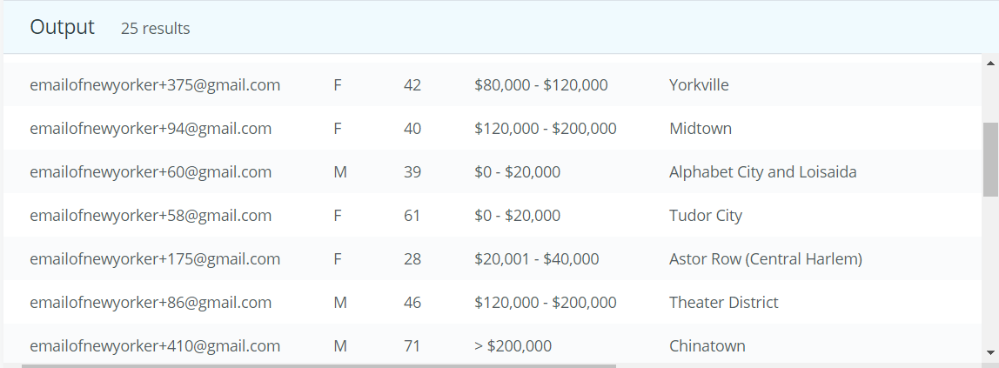 Output 25 results
emailofnewyorker+375@gmail.com F 42 $80,000 - $120,000 Yorkville
emailofnewyorker+94@gmail.com F 40 $120,000 - $200,000 Midtown
emailofnewyorker+60@gmail.com M 39 $0 - $20,000 Alphabet City and Loisaida
emailofnewyorker+58@gmail.com F 61 $0 - $20,000 Tudor City
emailofnewyorker+175@gmail.com F 28 $20,001 - $40,000 Astor Row (Central Harlem)
emailofnewyorker+86@gmail.com M 46 $120,000 - $200,000 Theater District
emailofnewyorker+410@gmail.com M 71 > $200,000 Chinatown